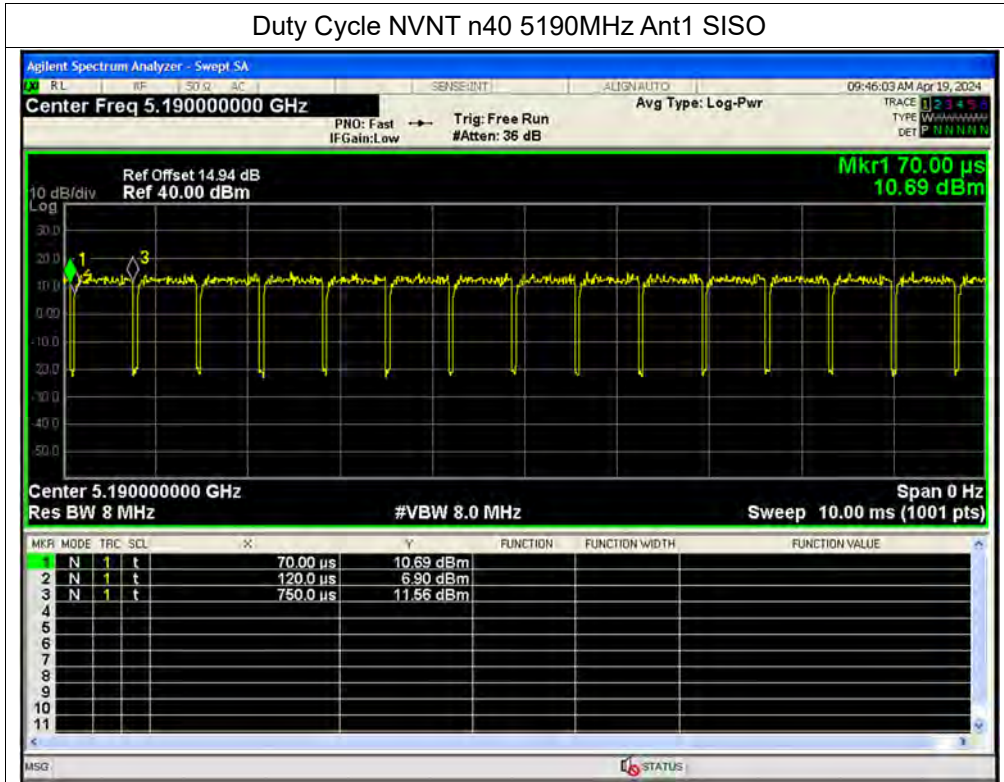 Duty Cycle NVNT n40 5190MHz Ant1 SISO
Agilent Spectrum Analyzer - Swept SA
RL RF 50 Ω AC SENSE:INT ALIGN AUTO 09:46:03 AM Apr 19, 2024
Center Freq 5.190000000 GHz Avg Type: Log-Pwr TRACE 1 2 3 4 5 6
PNO: Fast Trig: Free Run TYPE W
IFGain:Low #Atten: 36 dB DET P N N N N N
Mkr1 70.00 µs
Ref Offset 14.94 dB
10 dB/div Ref 40.00 dBm 10.69 dBm
Log
30.0
20.0 1 3
10.0
0.00
-10.0
-20.0
-30.0
-40.0
-50.0
Center 5.190000000 GHz Span 0 Hz
Res BW 8 MHz #VBW 8.0 MHz Sweep 10.00 ms (1001 pts)
MKR MODE TRC SCL X Y FUNCTION FUNCTION WIDTH FUNCTION VALUE
1 N 1 t 70.00 µs 10.69 dBm
2 N 1 t 120.0 µs 6.90 dBm
3 N 1 t 750.0 µs 11.56 dBm
4
5
6
7
8
9
10
11
MSG STATUS